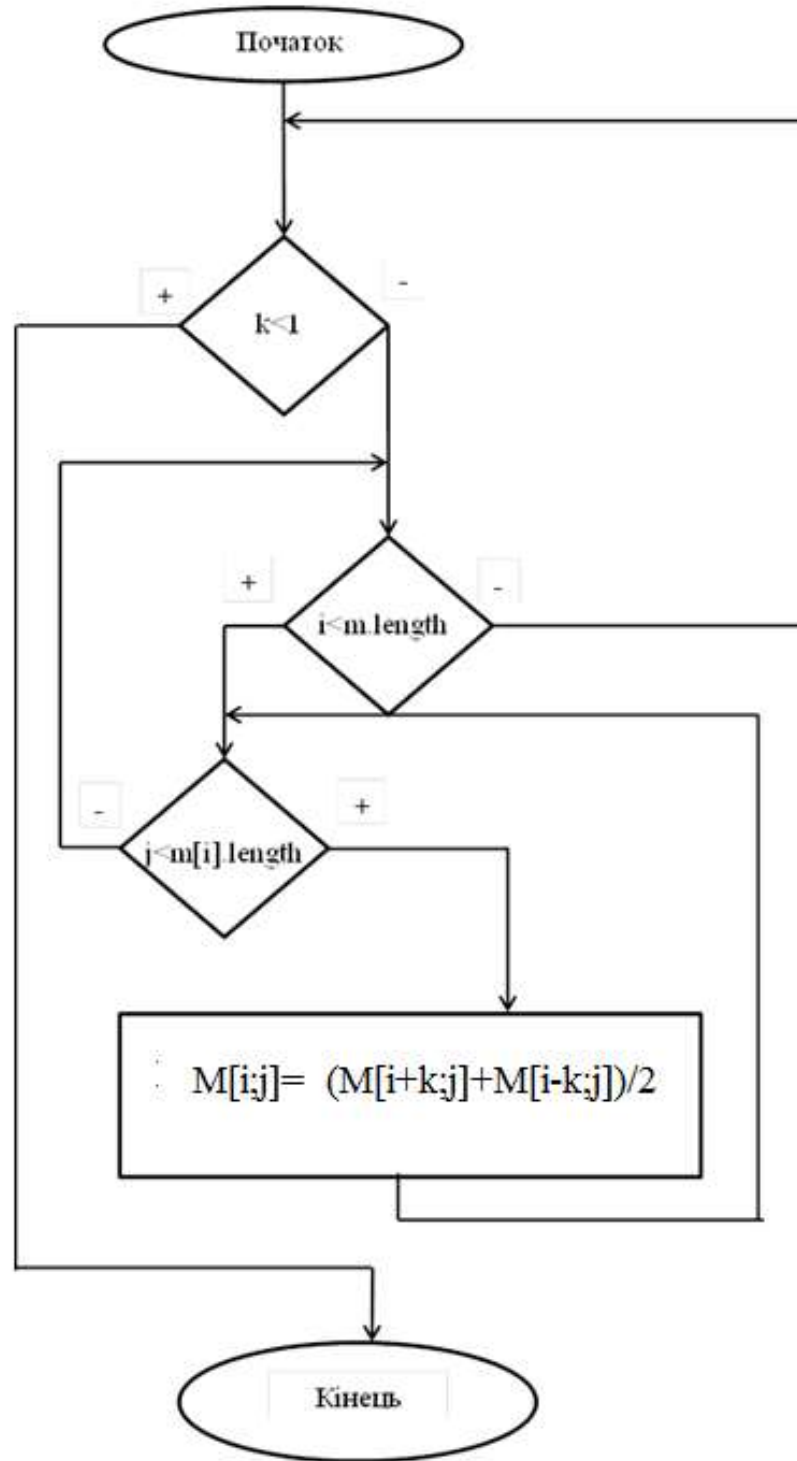 Початок
+
-
k<1
+
-
i<m.length
-
+
j<m[i].length
M[i;j]= (M[i+k;j]+M[i-k;j])/2
Кінець